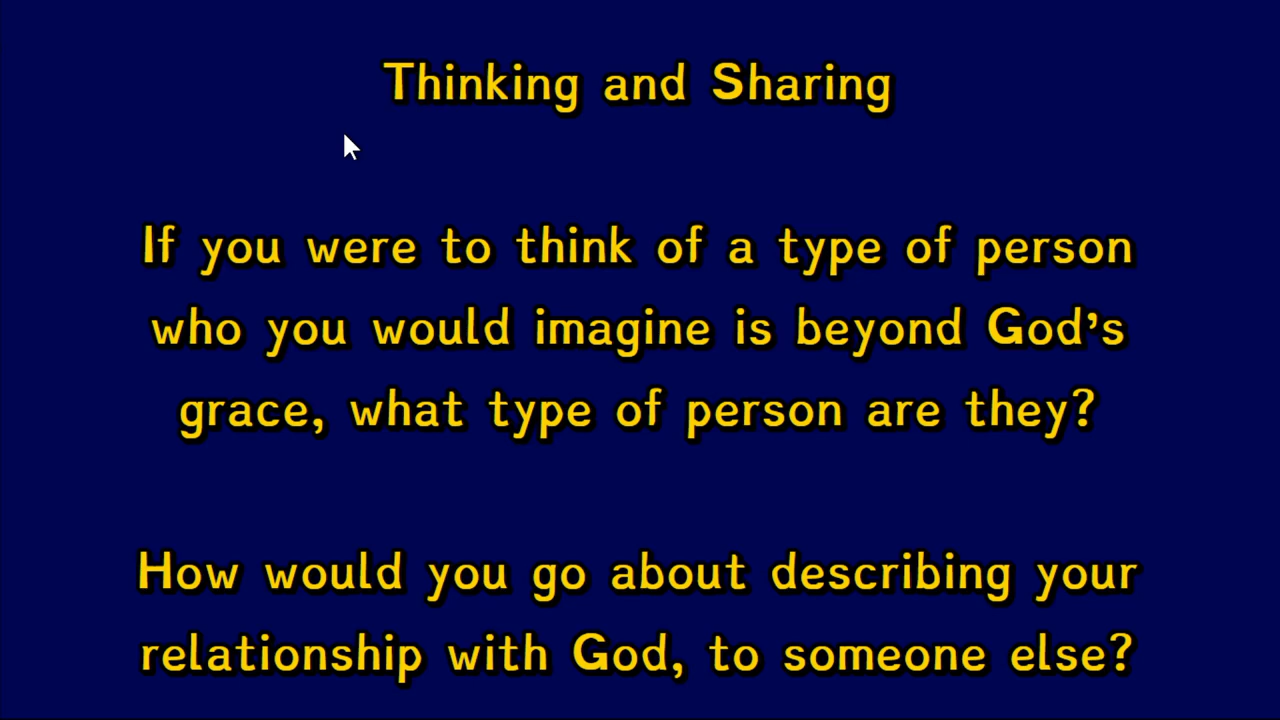 Thinking and Sharing
If you were to think of a type of person
who you would imagine is beyond God's
grace, what type of person are they?
How would you go about describing your
relationship with God, to someone else?